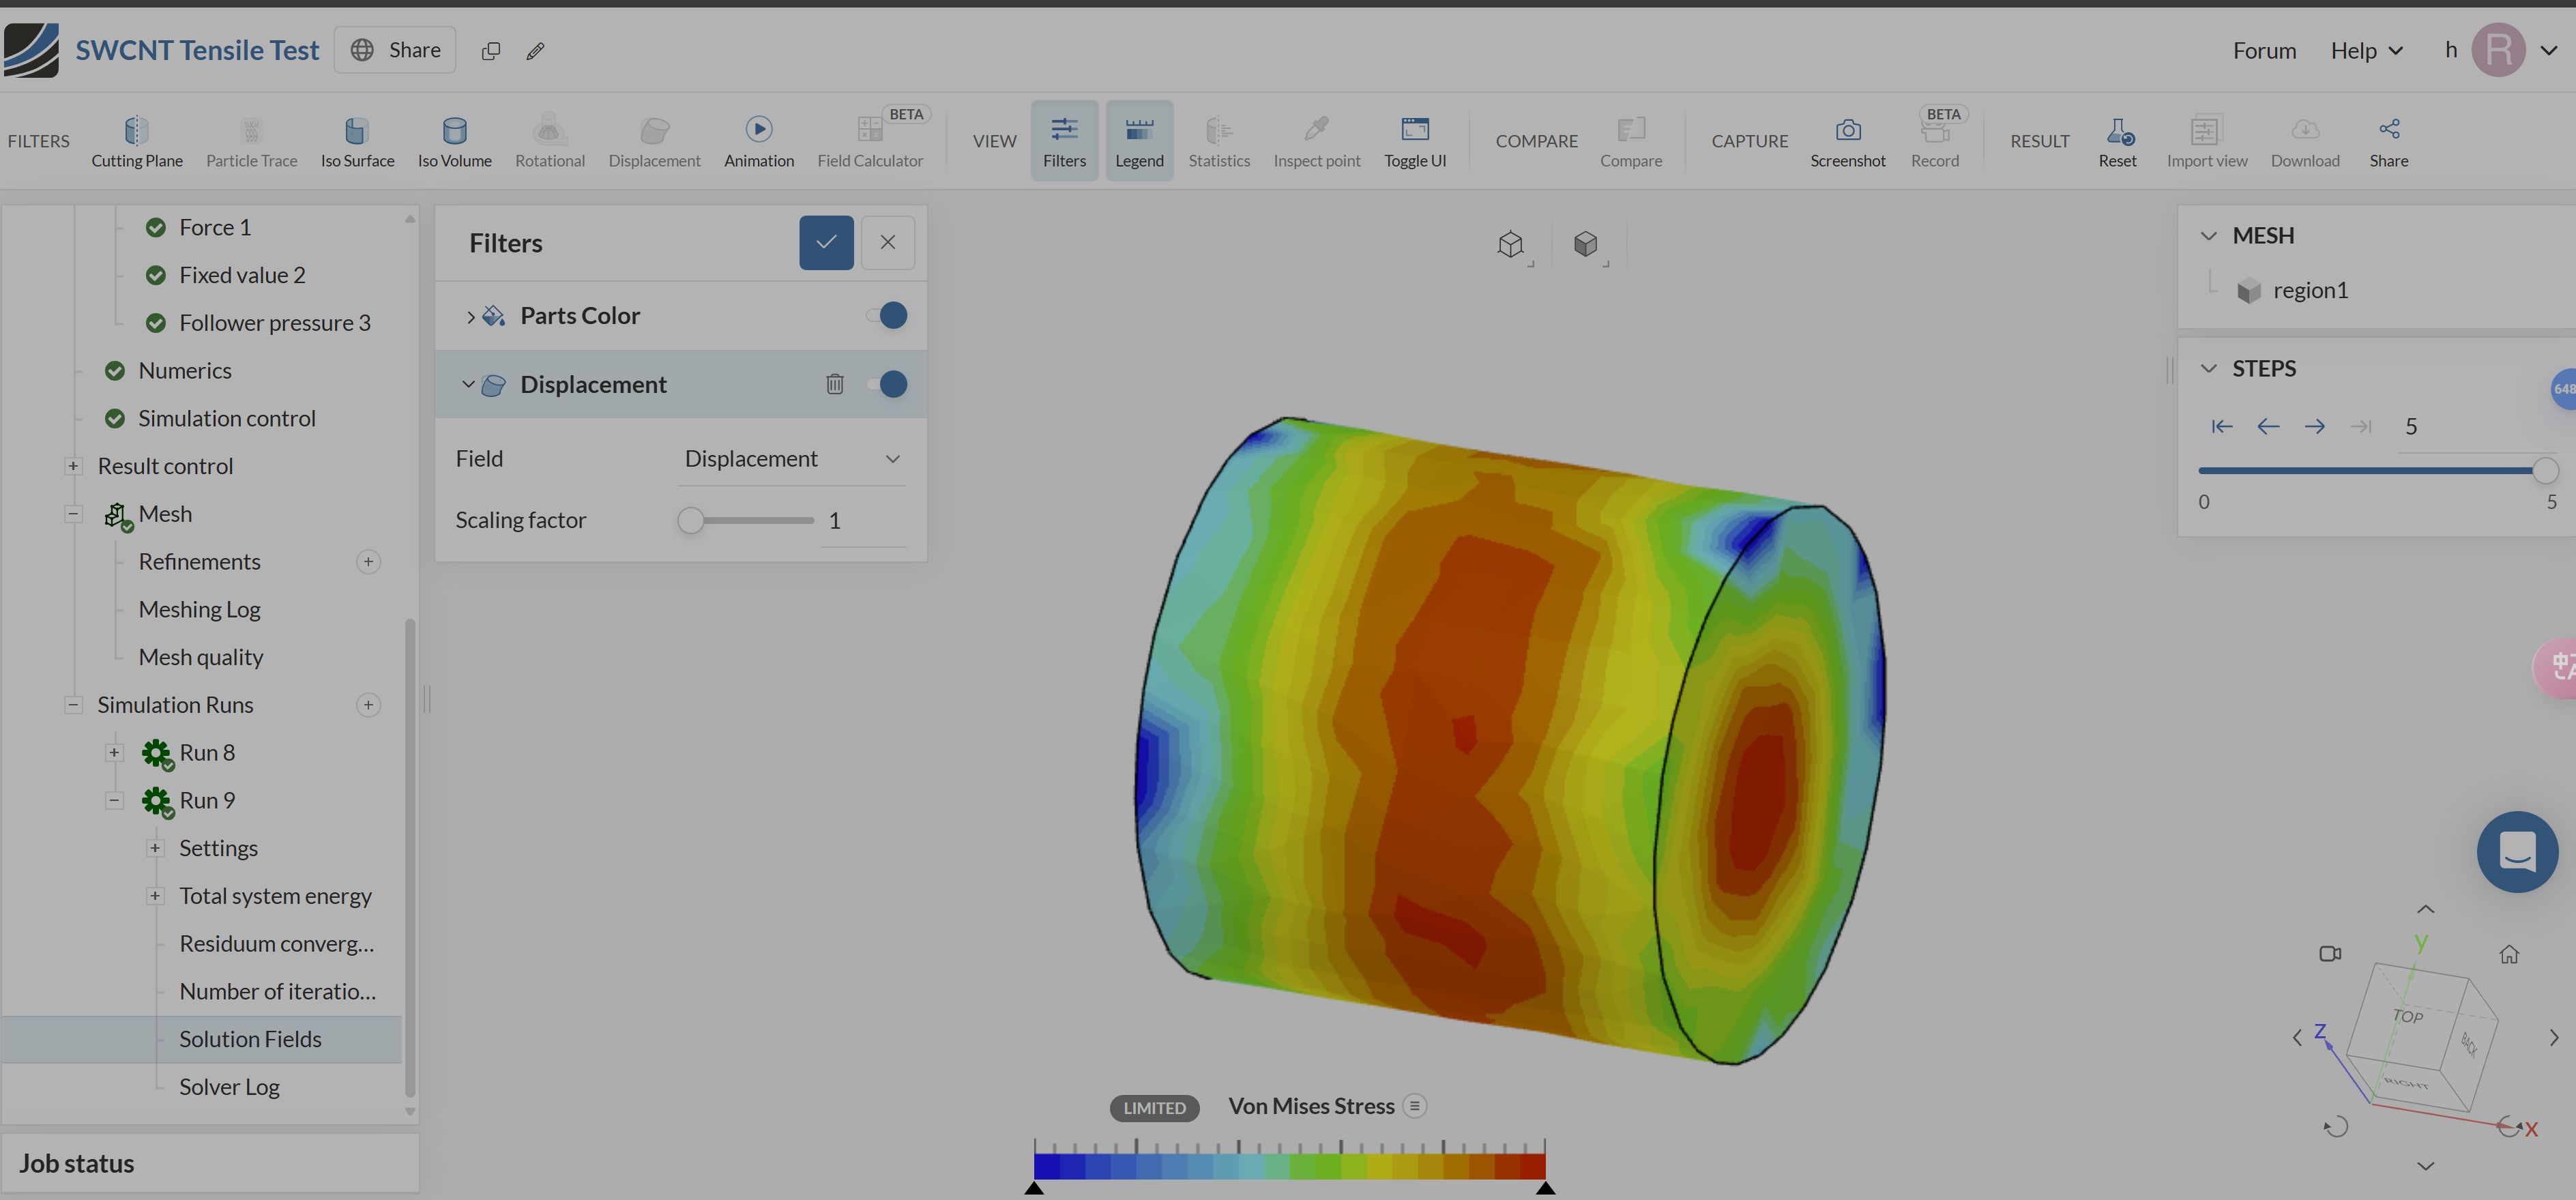 SWCNT Tensile Test
Share
Forum
Help
h
R
FILTERS
Cutting Plane
Particle Trace
Iso Surface
Iso Volume
Rotational
Displacement
Animation
BETA
Field Calculator
VIEW
Filters
Legend
Statistics
Inspect point
Toggle UI
COMPARE
Compare
CAPTURE
Screenshot
BETA
Record
RESULT
Reset
Import view
Download
Share
Force 1
Fixed value 2
Follower pressure 3
Numerics
Simulation control
Result control
Mesh
Refinements
Meshing Log
Mesh quality
Simulation Runs
Run 8
Run 9
Settings
Total system energy
Residuum converg...
Number of iteratio...
Solution Fields
Solver Log
Job status
Filters
Parts Color
Displacement
Field
Displacement
Scaling factor
1
LIMITED
Von Mises Stress
MESH
region1
STEPS
5
0
5
648
中
y
Z
TOP
BACK
RIGHT
X